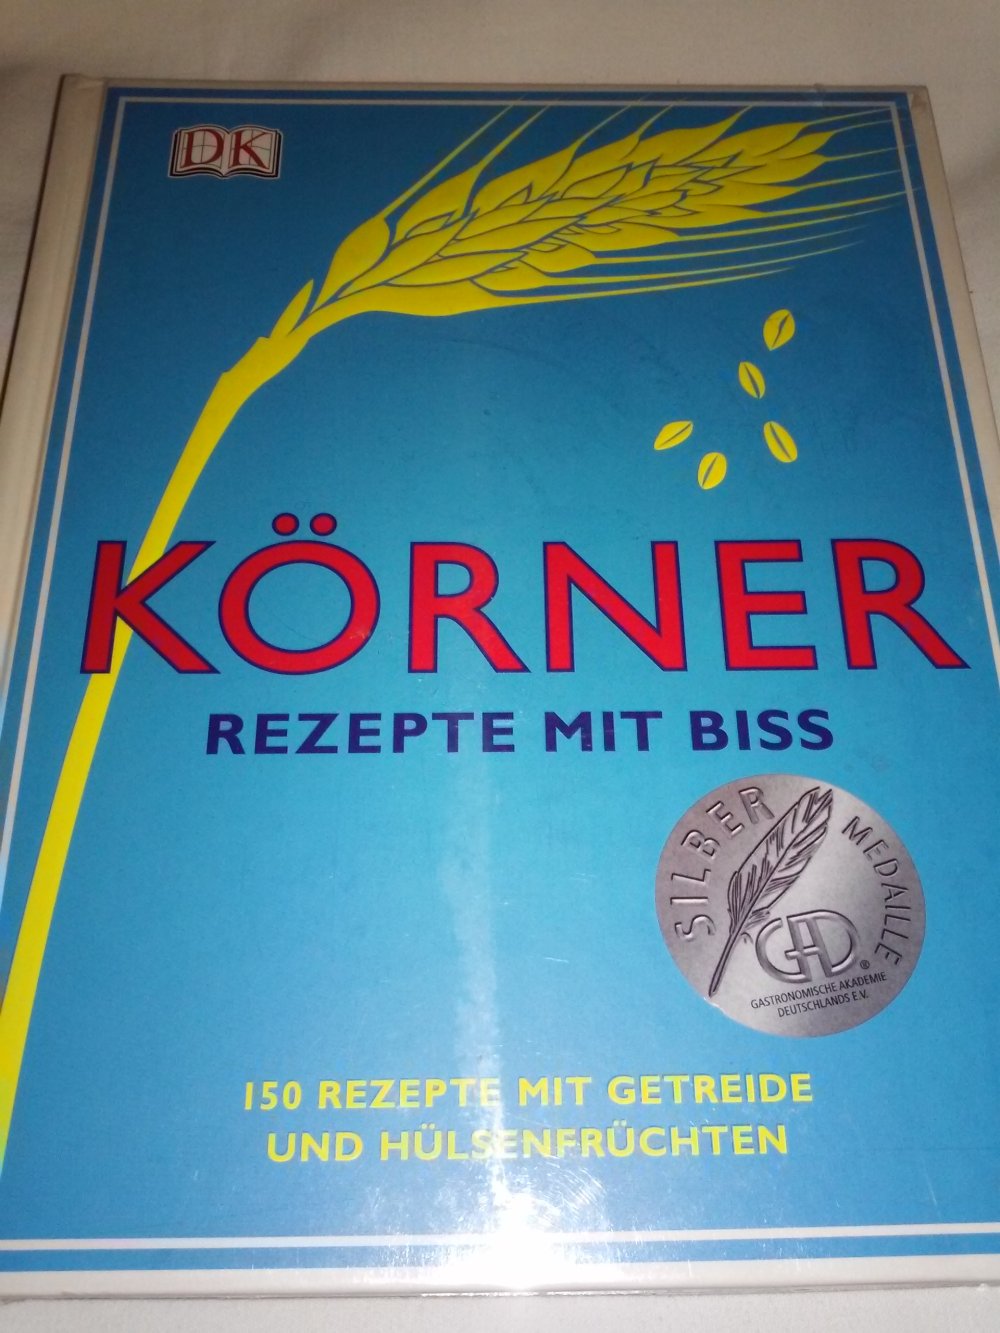 DK
KÖRNER
REZEPTE MIT BISS
SILBER MEDAILLE
GAD®
GASTRONOMISCHE AKADEMIE
DEUTSCHLANDS E.V.
150 REZEPTE MIT GETREIDE
UND HÜLSENFRÜCHTEN